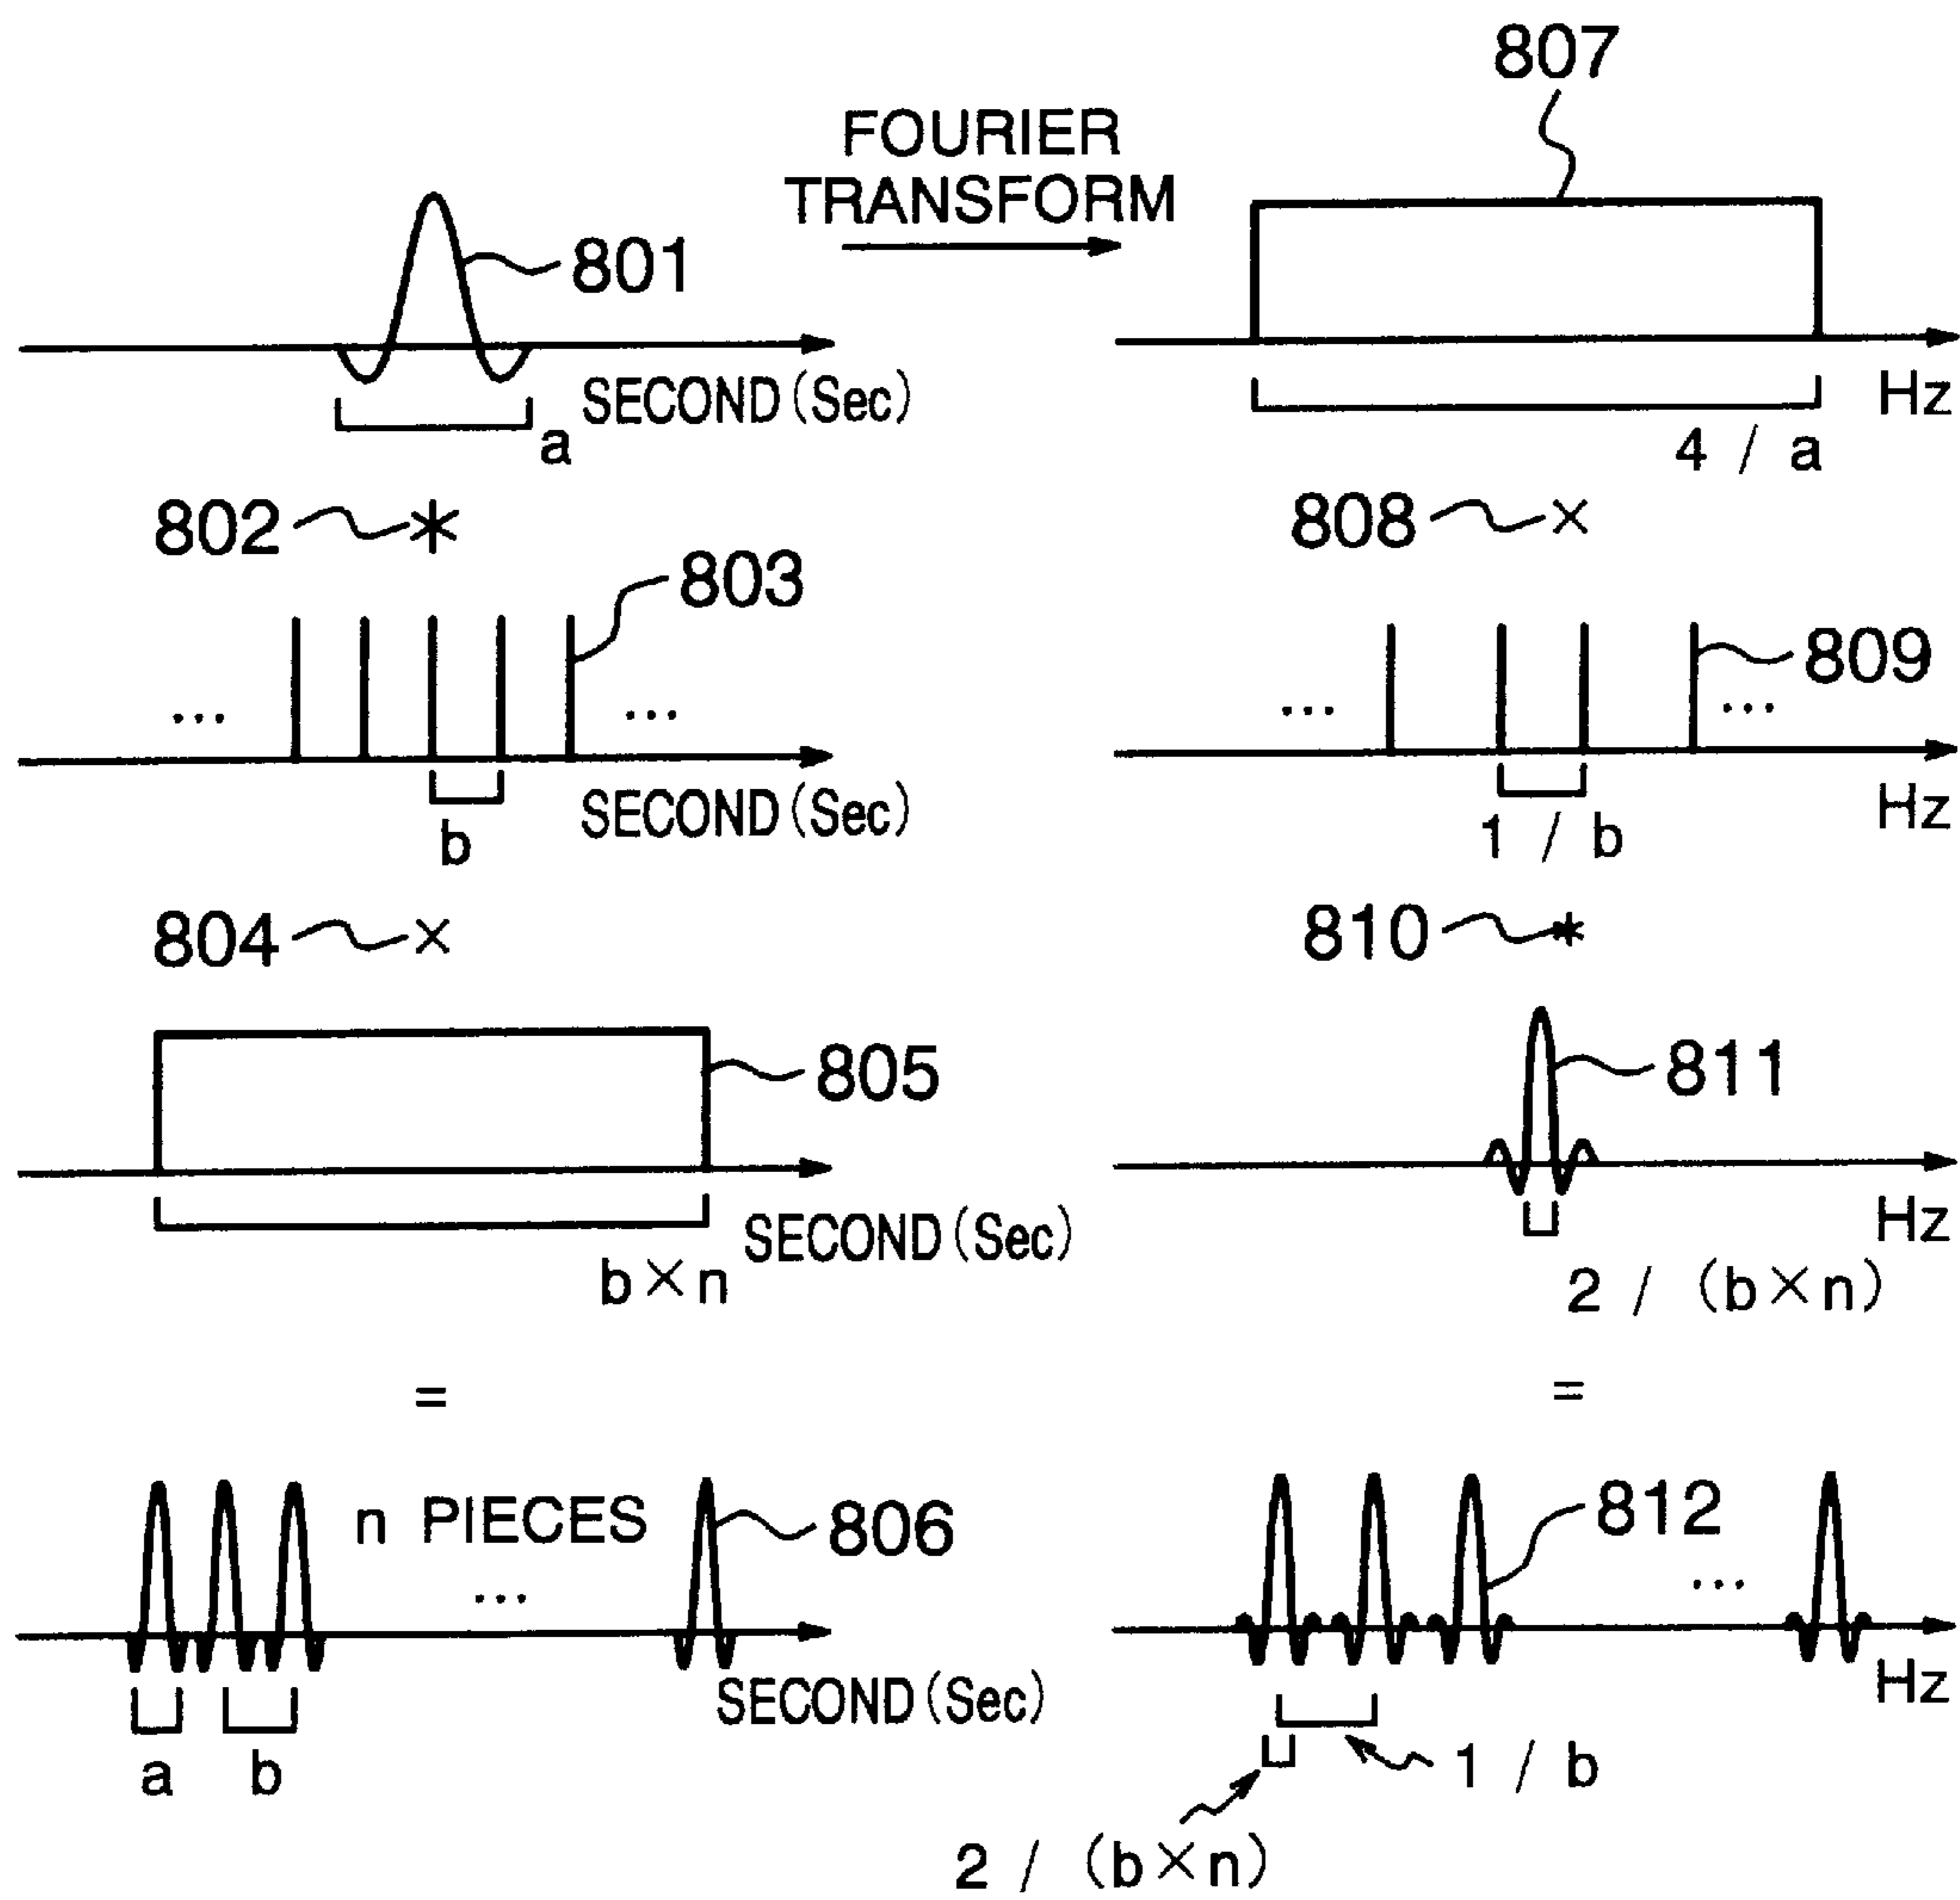 807
FOURIER
TRANSFORM
801
SECOND (Sec)
a
Hz
4 / a
802 *
808 ×
803
809
... ...
... ...
SECOND (Sec)
b
Hz
1 / b
804 ×
810 *
805
811
SECOND (Sec)
b×n
Hz
2 / (b×n)
=
=
n PIECES
806
812
...
...
SECOND (Sec)
Hz
a b
1 / b
2 / (b×n)